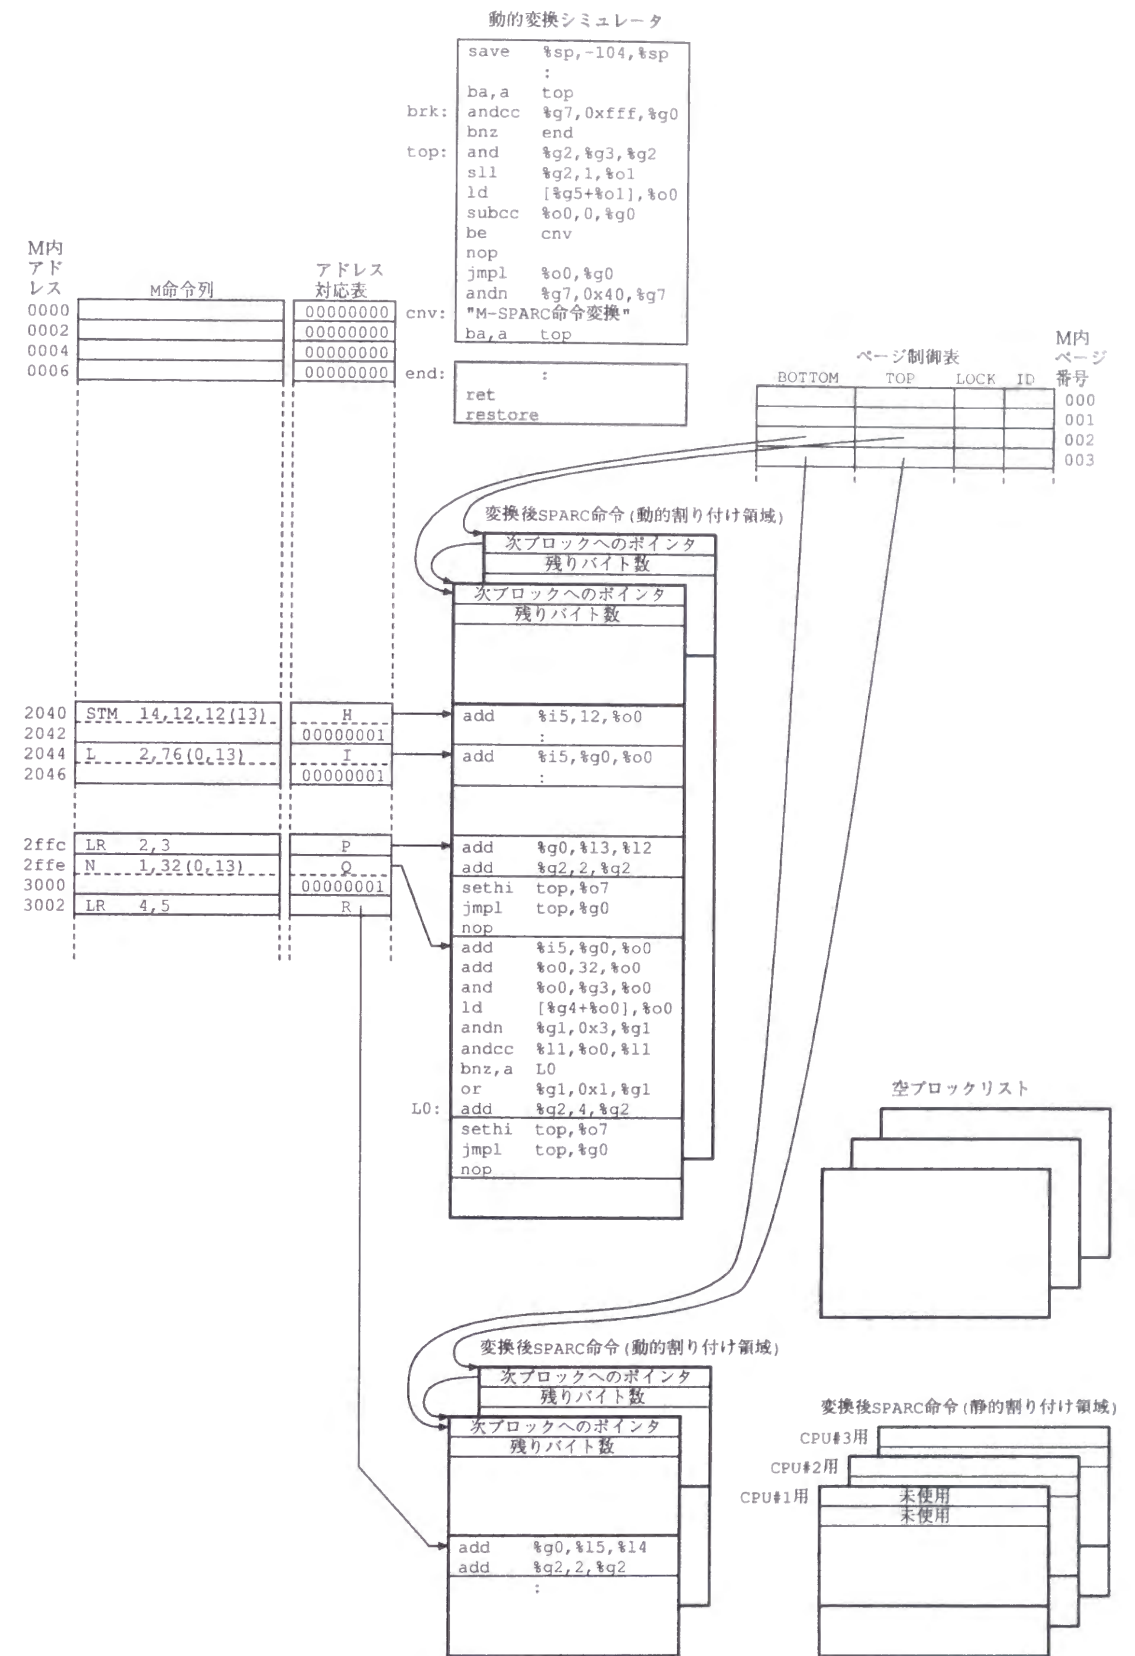 動的変換シミュレータ
save %sp,-104,%sp
:
ba,a top
brk: andcc %g7,0xfff,%g0
bnz end
top: and %g2,%g3,%g2
sll %g2,1,%o1
ld [%g5+%o1],%o0
subcc %o0,0,%g0
be cnv
nop
jmpl %o0,%g0
andn %g7,0x40,%g7
cnv: "M-SPARC命令変換"
ba,a top
end: :
ret
restore
M内
アド
レス
M命令列
アドレス
対応表
0000 00000000
0002 00000000
0004 00000000
0006 00000000
ページ制御表
M内
ページ
番号
BOTTOM TOP LOCK ID
000
001
002
003
変換後SPARC命令(動的割り付け領域)
次ブロックへのポインタ
残りバイト数
次ブロックへのポインタ
残りバイト数
2040 STM 14,12,12(13) H
2042 00000001
2044 L 2,76(0,13) I
2046 00000001
2ffc LR 2,3 P
2ffe N 1,32(0,13) Q
3000 00000001
3002 LR 4,5 R
add %i5,12,%o0
:
add %i5,%g0,%o0
:
add %g0,%l3,%l2
add %g2,2,%g2
sethi top,%o7
jmpl top,%g0
nop
add %i5,%g0,%o0
add %o0,32,%o0
and %o0,%g3,%o0
ld [%g4+%o0],%o0
andn %g1,0x3,%g1
andcc %l1,%o0,%l1
bnz,a L0
or %g1,0x1,%g1
L0: add %g2,4,%g2
sethi top,%o7
jmpl top,%g0
nop
空ブロックリスト
変換後SPARC命令(動的割り付け領域)
次ブロックへのポインタ
残りバイト数
次ブロックへのポインタ
残りバイト数
add %g0,%l5,%l4
add %g2,2,%g2
:
変換後SPARC命令(静的割り付け領域)
CPU#3用
CPU#2用
CPU#1用
未使用
未使用